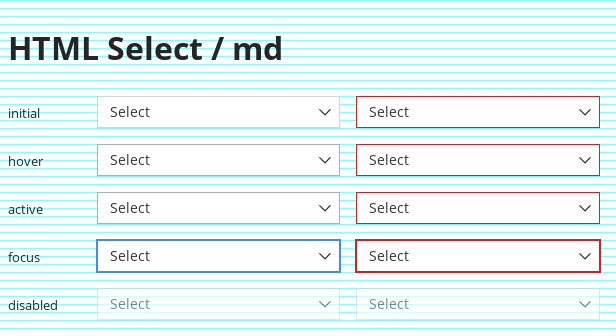 HTML Select / md
initial Select Select
hover Select Select
active Select Select
focus Select Select
disabled Select Select